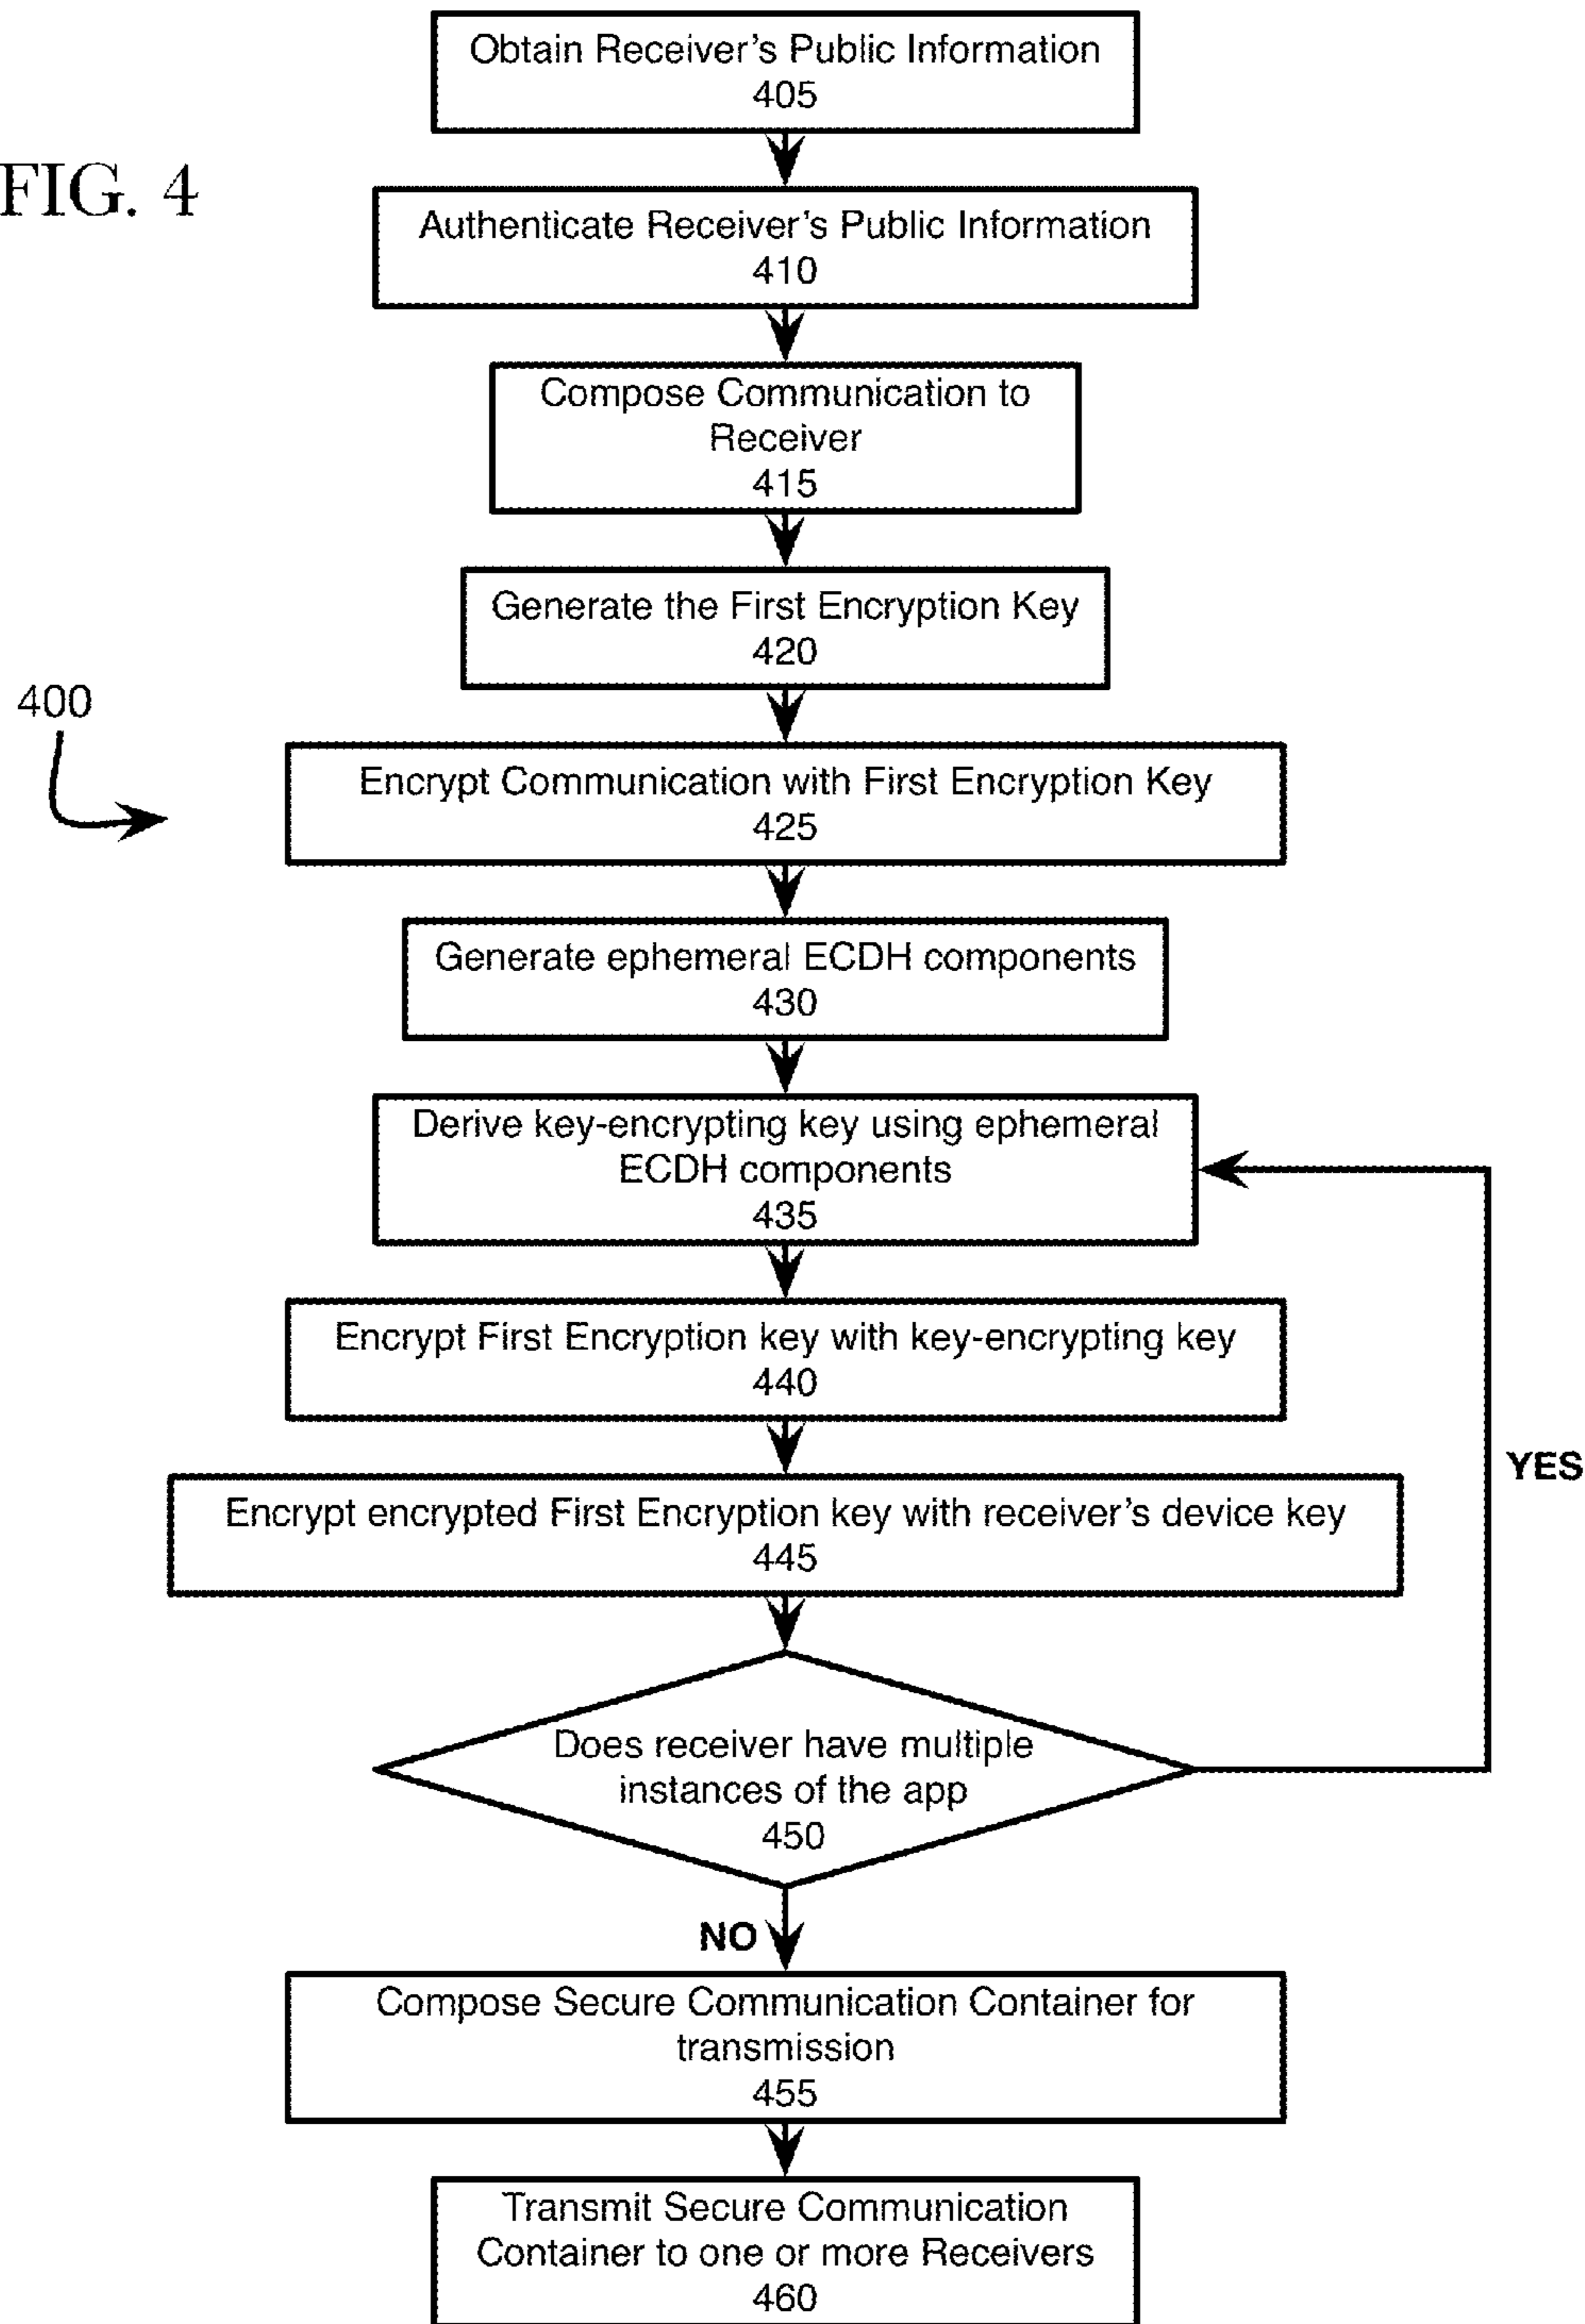 Obtain Receiver's Public Information
405
FIG. 4
Authenticate Receiver's Public Information
410
Compose Communication to
Receiver
415
Generate the First Encryption Key
420
400
Encrypt Communication with First Encryption Key
425
Generate ephemeral ECDH components
430
Derive key-encrypting key using ephemeral
ECDH components
435
Encrypt First Encryption key with key-encrypting key
440
YES
Encrypt encrypted First Encryption key with receiver's device key
445
Does receiver have multiple
instances of the app
450
NO
Compose Secure Communication Container for
transmission
455
Transmit Secure Communication
Container to one or more Receivers
460